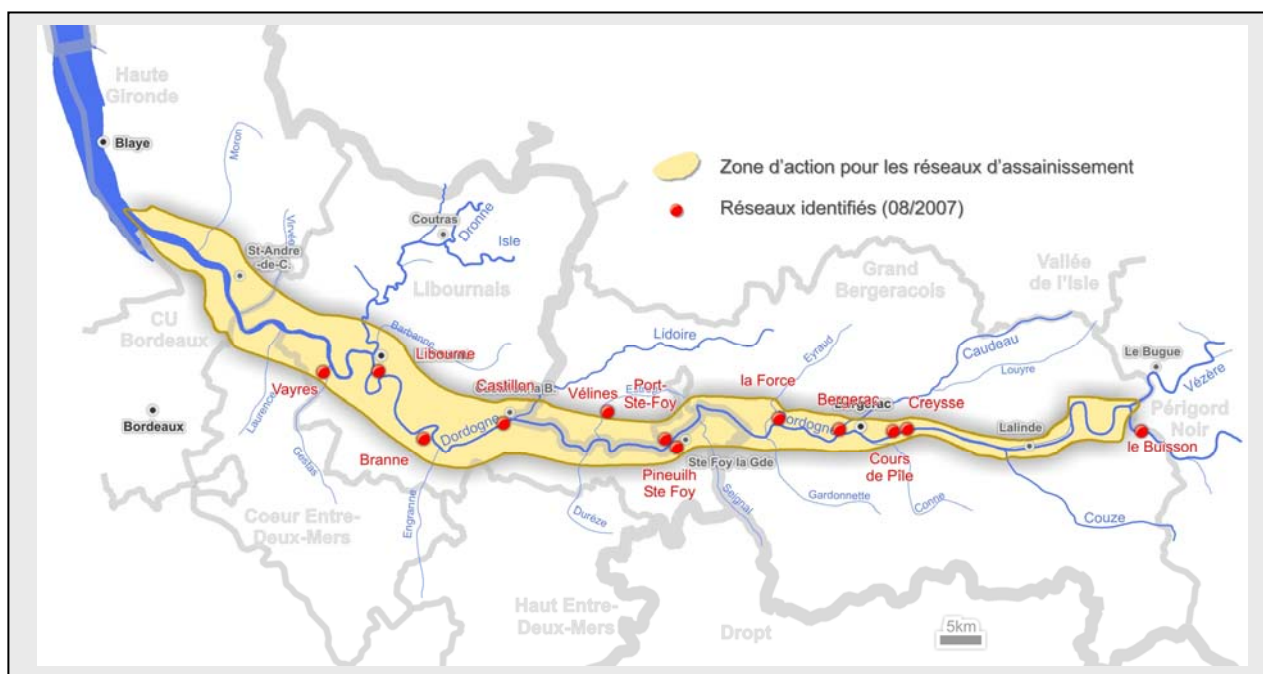 Haute
Gironde
Blaye
Moron
Virvée
St-Andre
-de-C.
Coutras
Dronne
Isle
Libournais
CU
Bordeaux
Zone d'action pour les réseaux d'assainissement
Réseaux identifiés (08/2007)
Grand
Bergeracois
Vallée
de l'Isle
Barbanne
Lidoire
Eyraud
Caudeau
Louyre
Le Bugue
Vézère
Périgord
Noir
Vayres
Libourne
Castillon
la B.
Vélines
Port-
Ste-Foy
la Force
Bergerac
Creysse
Lalinde
le Buisson
Bordeaux
Laurence
Gestas
Branne
Dordogne
Dordogne
Pineuilh
Ste Foy
Ste Foy la Gde
Cours
de Pîle
Engranne
Durèze
Seignal
Gardonnette
Conne
Couze
Coeur Entre-
Deux-Mers
Haut Entre-
Deux-Mers
Dropt
5km